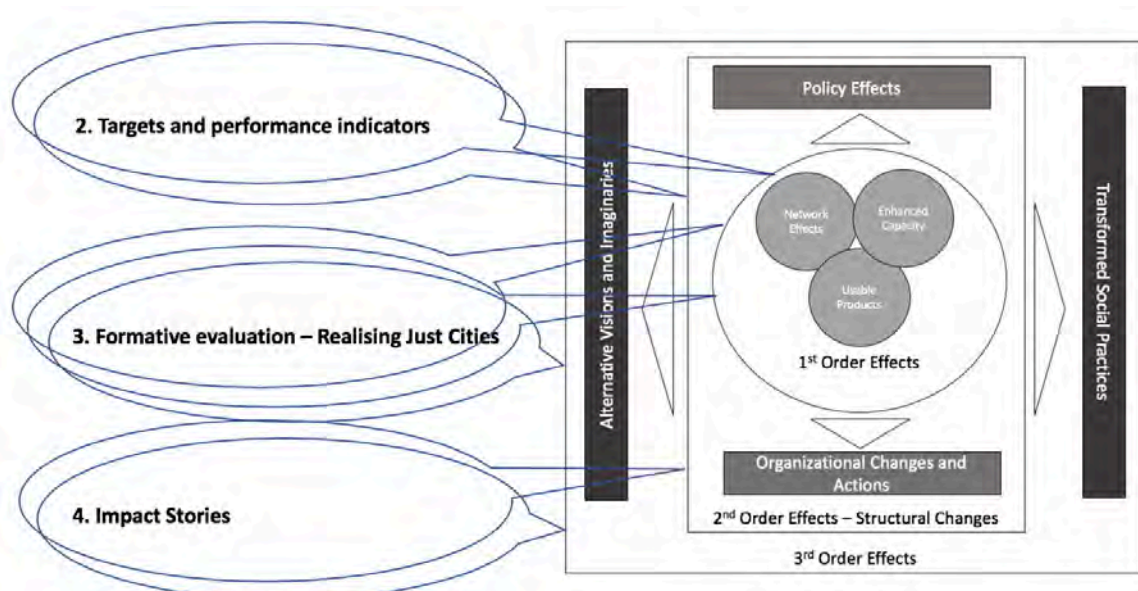 2. Targets and performance indicators
3. Formative evaluation – Realising Just Cities
4. Impact Stories
Alternative Visions and Imaginaries
Policy Effects
Network
Effects
Enhanced
Capacity
Usable
Products
1st Order Effects
Organizational Changes and
Actions
2nd Order Effects – Structural Changes
3rd Order Effects
Transformed Social Practices